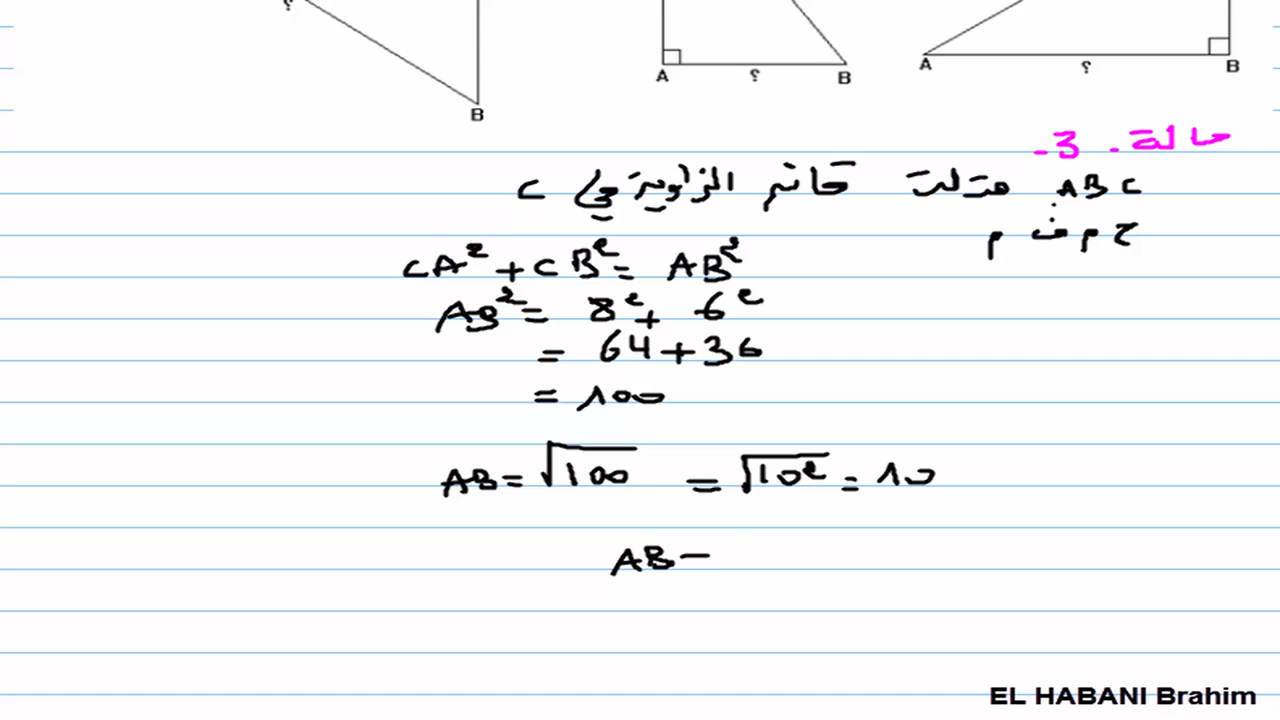 ؟
B
A ؟ B
A ؟ B
حالة - 3 -
ABC مثلث قائم الزاوية في C
ح م ف م
CA² + CB² = AB²
AB² = 8² + 6²
= 64 + 36
= 100
AB = √100 = √10² = 10
AB =
EL HABANI Brahim